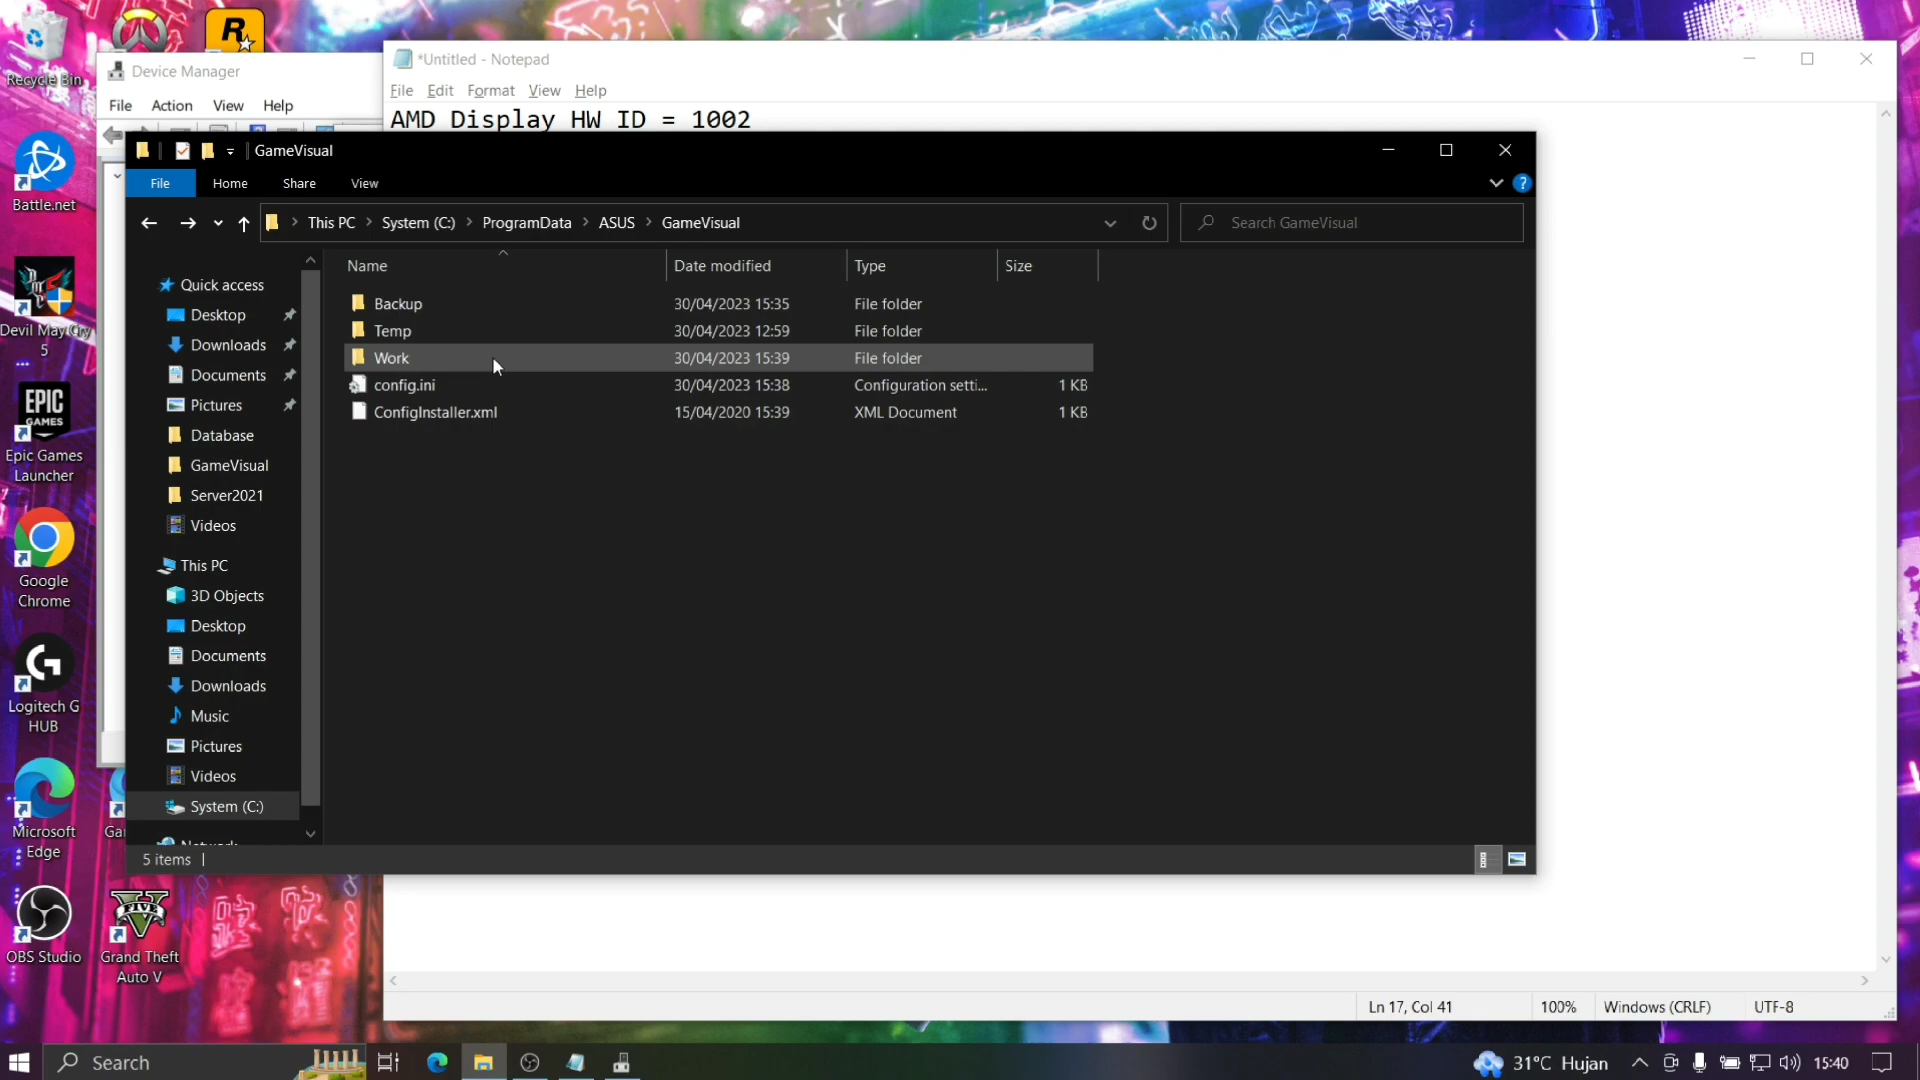 Recycle Bin
Battle.net
Devil May Cry
5
Epic Games
Launcher
Google
Chrome
Logitech G
HUB
Microsoft
Edge
OBS Studio
Grand Theft
Auto V
Device Manager
File Action View Help
*Untitled - Notepad
File Edit Format View Help
AMD Display HW ID = 1002
GameVisual
File Home Share View
This PC System (C:) ProgramData ASUS GameVisual
Search GameVisual
Name Date modified Type Size
Backup 30/04/2023 15:35 File folder
Temp 30/04/2023 12:59 File folder
Work 30/04/2023 15:39 File folder
config.ini 30/04/2023 15:38 Configuration setti... 1 KB
ConfigInstaller.xml 15/04/2020 15:39 XML Document 1 KB
Quick access
Desktop
Downloads
Documents
Pictures
Database
GameVisual
Server2021
Videos
This PC
3D Objects
Desktop
Documents
Downloads
Music
Pictures
Videos
System (C:)
Network
5 items
Ln 17, Col 41 100% Windows (CRLF) UTF-8
Search
31°C Hujan 15:40